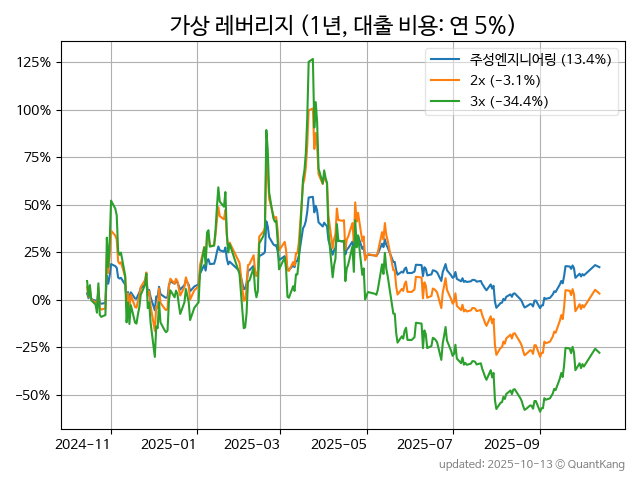 가상 레버리지 (1년, 대출 비용: 연 5%)
주성엔지니어링 (13.4%)
2x (−3.1%)
3x (−34.4%)
125%
100%
75%
50%
25%
0%
−25%
−50%
2024-11 2025-01 2025-03 2025-05 2025-07 2025-09
updated: 2025-10-13 © QuantKang